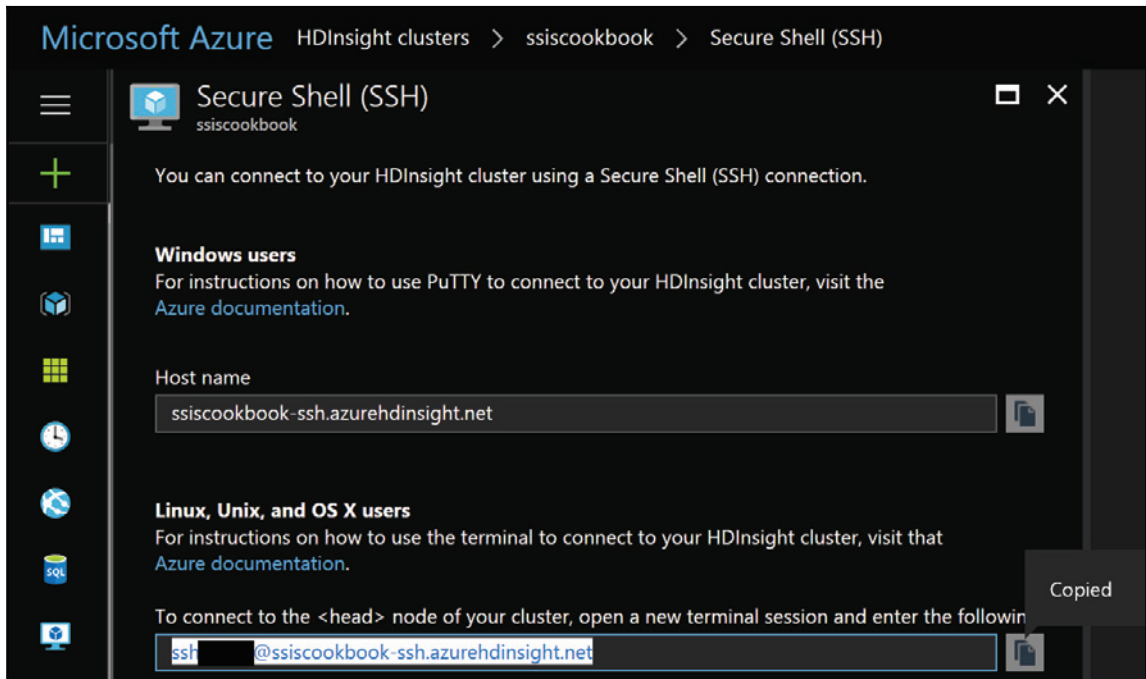 Microsoft Azure HDInsight clusters > ssiscookbook > Secure Shell (SSH)
Secure Shell (SSH)
ssiscookbook
You can connect to your HDInsight cluster using a Secure Shell (SSH) connection.
Windows users
For instructions on how to use PuTTY to connect to your HDInsight cluster, visit the
Azure documentation.
Host name
ssiscookbook-ssh.azurehdinsight.net
Linux, Unix, and OS X users
For instructions on how to use the terminal to connect to your HDInsight cluster, visit that
Azure documentation.
Copied
To connect to the <head> node of your cluster, open a new terminal session and enter the followin
ssh @ssiscookbook-ssh.azurehdinsight.net
SQL